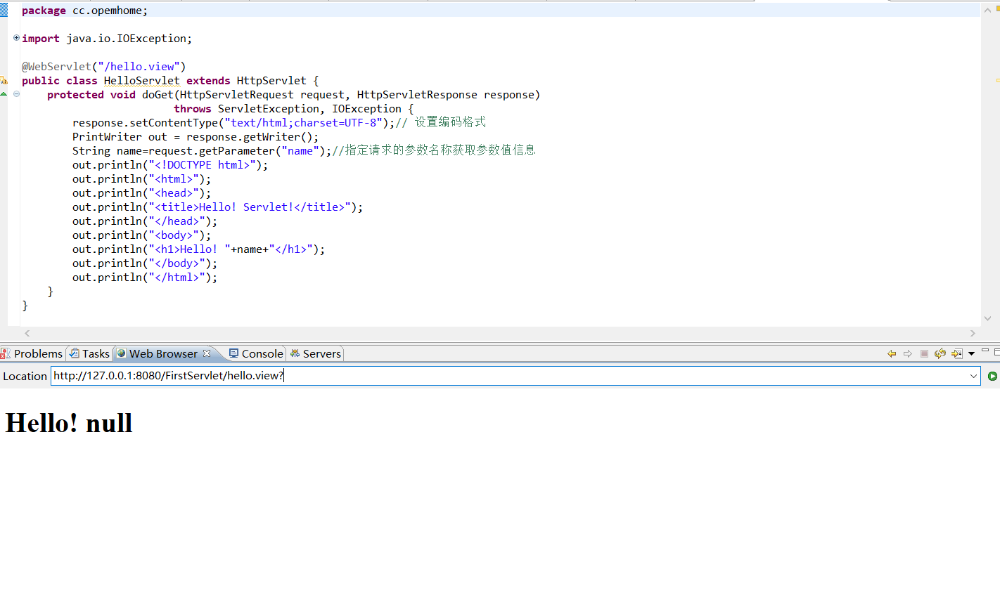 package cc.opemhome;
import java.io.IOException;
@WebServlet("/hello.view")
public class HelloServlet extends HttpServlet {
protected void doGet(HttpServletRequest request, HttpServletResponse response)
throws ServletException, IOException {
response.setContentType("text/html;charset=UTF-8");// 设置编码格式
PrintWriter out = response.getWriter();
String name=request.getParameter("name");//指定请求的参数名称获取参数值信息
out.println("<!DOCTYPE html>");
out.println("<html>");
out.println("<head>");
out.println("<title>Hello! Servlet!</title>");
out.println("</head>");
out.println("<body>");
out.println("<h1>Hello! "+name+"</h1>");
out.println("</body>");
out.println("</html>");
}
}
Problems Tasks Web Browser Console Servers
Location http://127.0.0.1:8080/FirstServlet/hello.view?
Hello! null